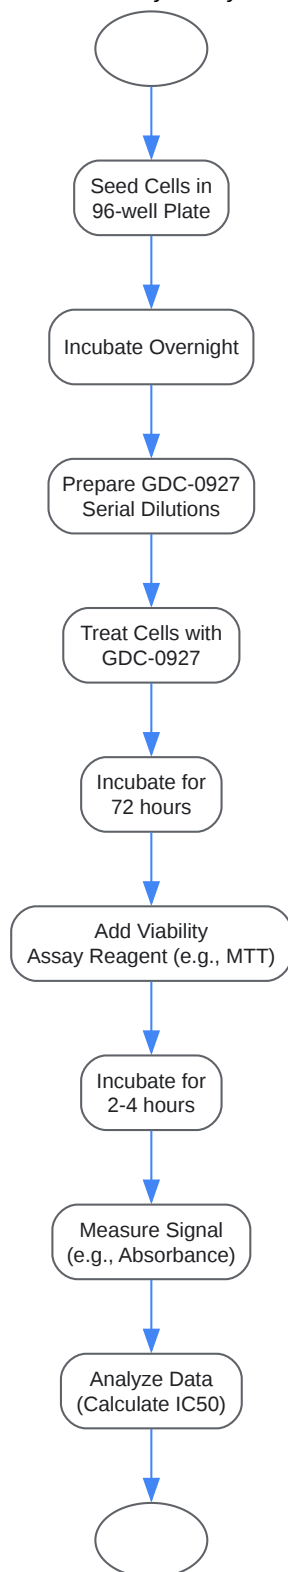 Seed Cells in
96-well Plate
Incubate Overnight
Prepare GDC-0927
Serial Dilutions
Treat Cells with
GDC-0927
Incubate for
72 hours
Add Viability
Assay Reagent (e.g., MTT)
Incubate for
2-4 hours
Measure Signal
(e.g., Absorbance)
Analyze Data
(Calculate IC50)